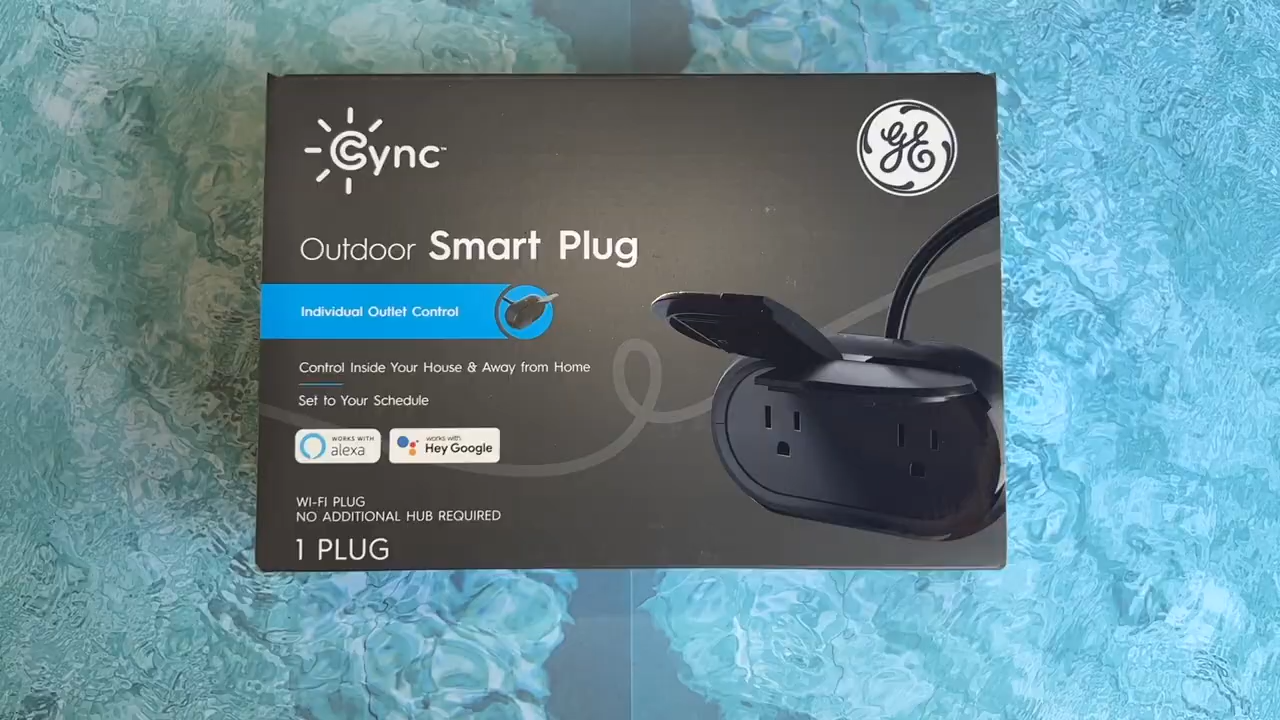 Cync™
GE
Outdoor Smart Plug
Individual Outlet Control
Control Inside Your House & Away from Home
Set to Your Schedule
WORKS WITH
alexa
works with
Hey Google
WI-FI PLUG
NO ADDITIONAL HUB REQUIRED
1 PLUG